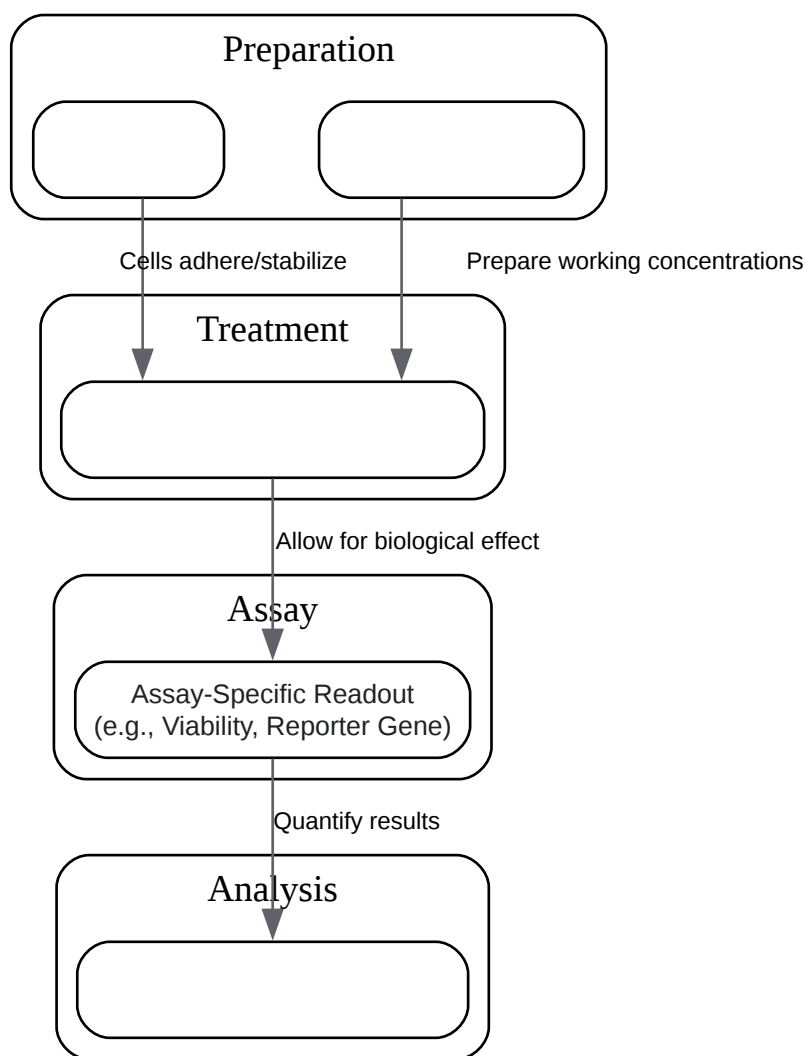 Preparation
Cells adhere/stabilize
Prepare working concentrations
Treatment
Allow for biological effect
Assay
Assay-Specific Readout
(e.g., Viability, Reporter Gene)
Quantify results
Analysis